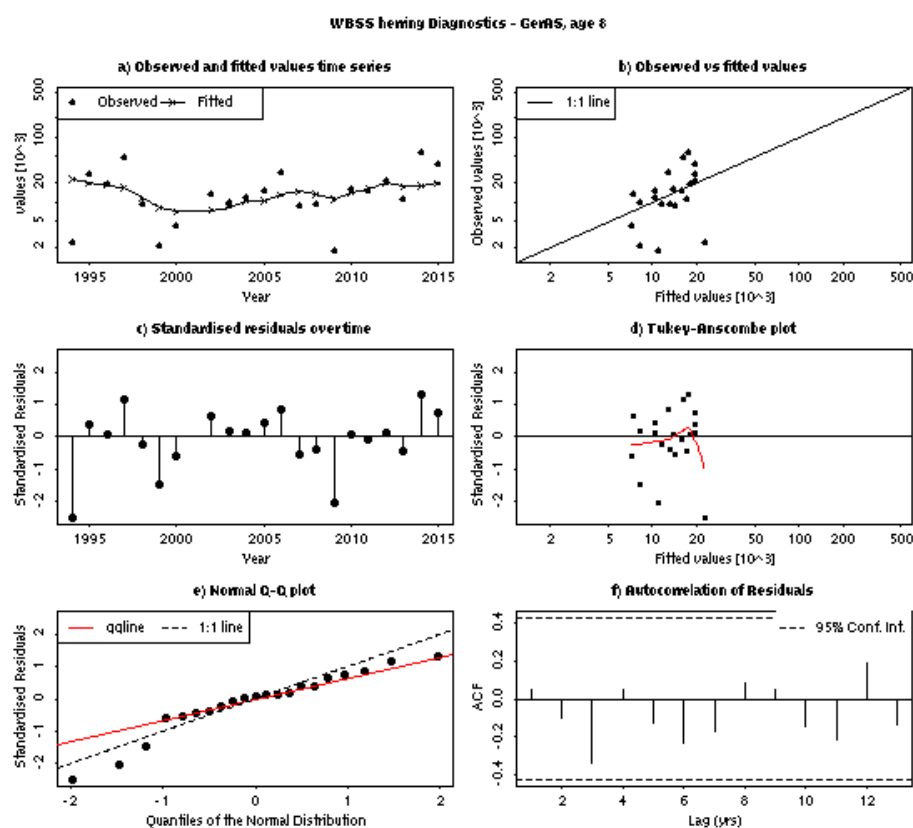 WBSS herring Diagnostics - GerAS, age 8
a) Observed and fitted values time series
Observed Fitted
values [10^3]
500
100
20
5
2
1995 2000 2005 2010 2015
Year
b) Observed vs fitted values
1:1 line
Observed values [10^3]
500
100
50
20
5
2
2 5 10 20 50 100 200 500
Fitted values [10^3]
c) Standardised residuals over time
Standardised Residuals
2
1
0
-1
-2
1995 2000 2005 2010 2015
Year
d) Tukey-Anscombe plot
Standardised Residuals
2
1
0
-1
-2
2 5 10 20 50 100 200 500
Fitted values [10^3]
e) Normal Q-Q plot
qqline 1:1 line
Standardised Residuals
2
1
0
-1
-2
-2 -1 0 1 2
Quantiles of the Normal Distribution
f) Autocorrelation of Residuals
95% Conf. Int.
ACF
0.4
0.2
0.0
-0.2
-0.4
2 4 6 8 10 12
Lag (yrs)